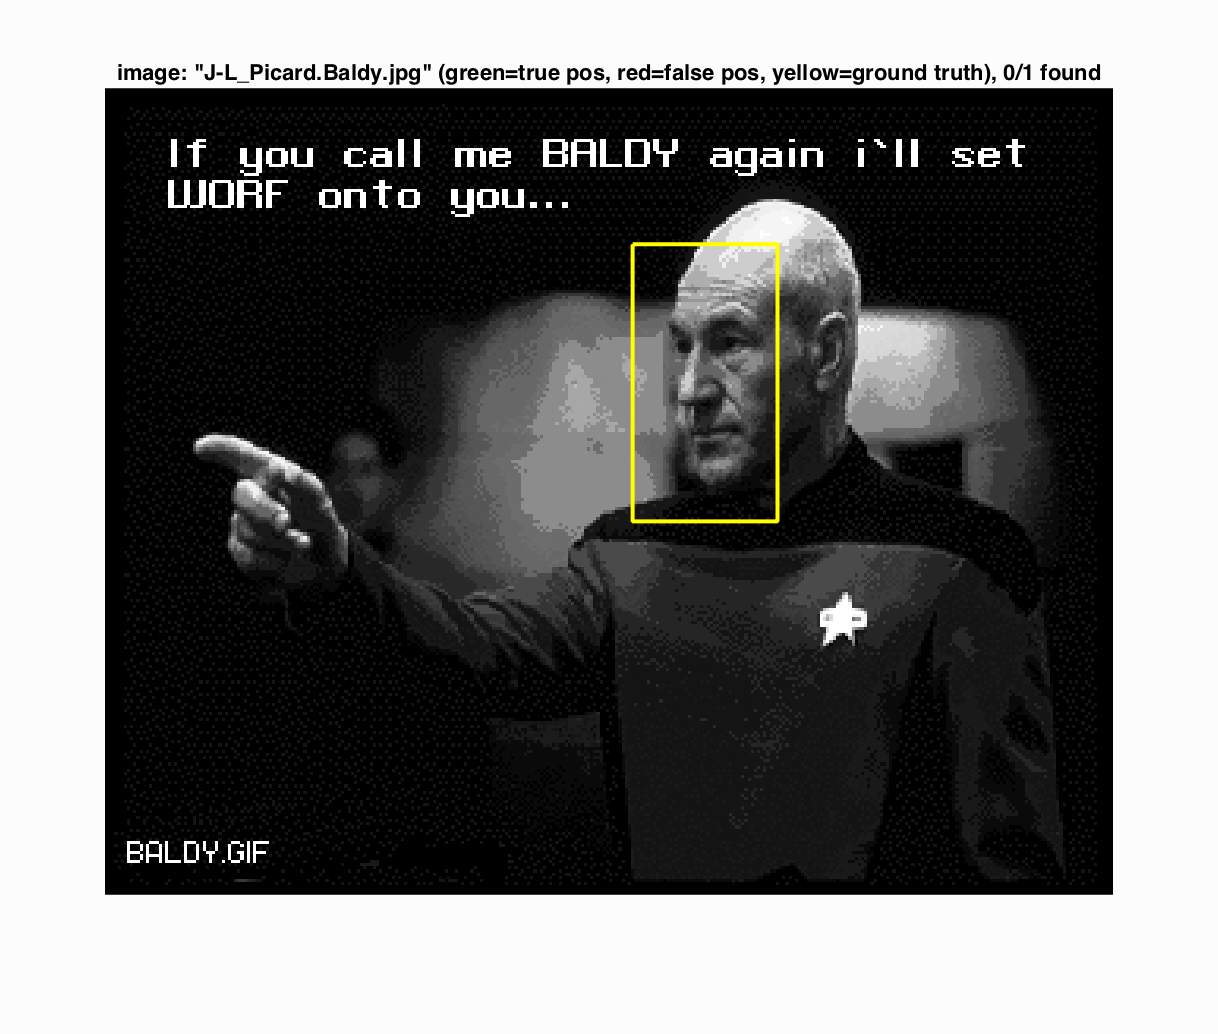 image: "J-L_Picard.Baldy.jpg" (green=true pos, red=false pos, yellow=ground truth), 0/1 found
If you call me BALDY again i`ll set
WORF onto you...
BALDY.GIF